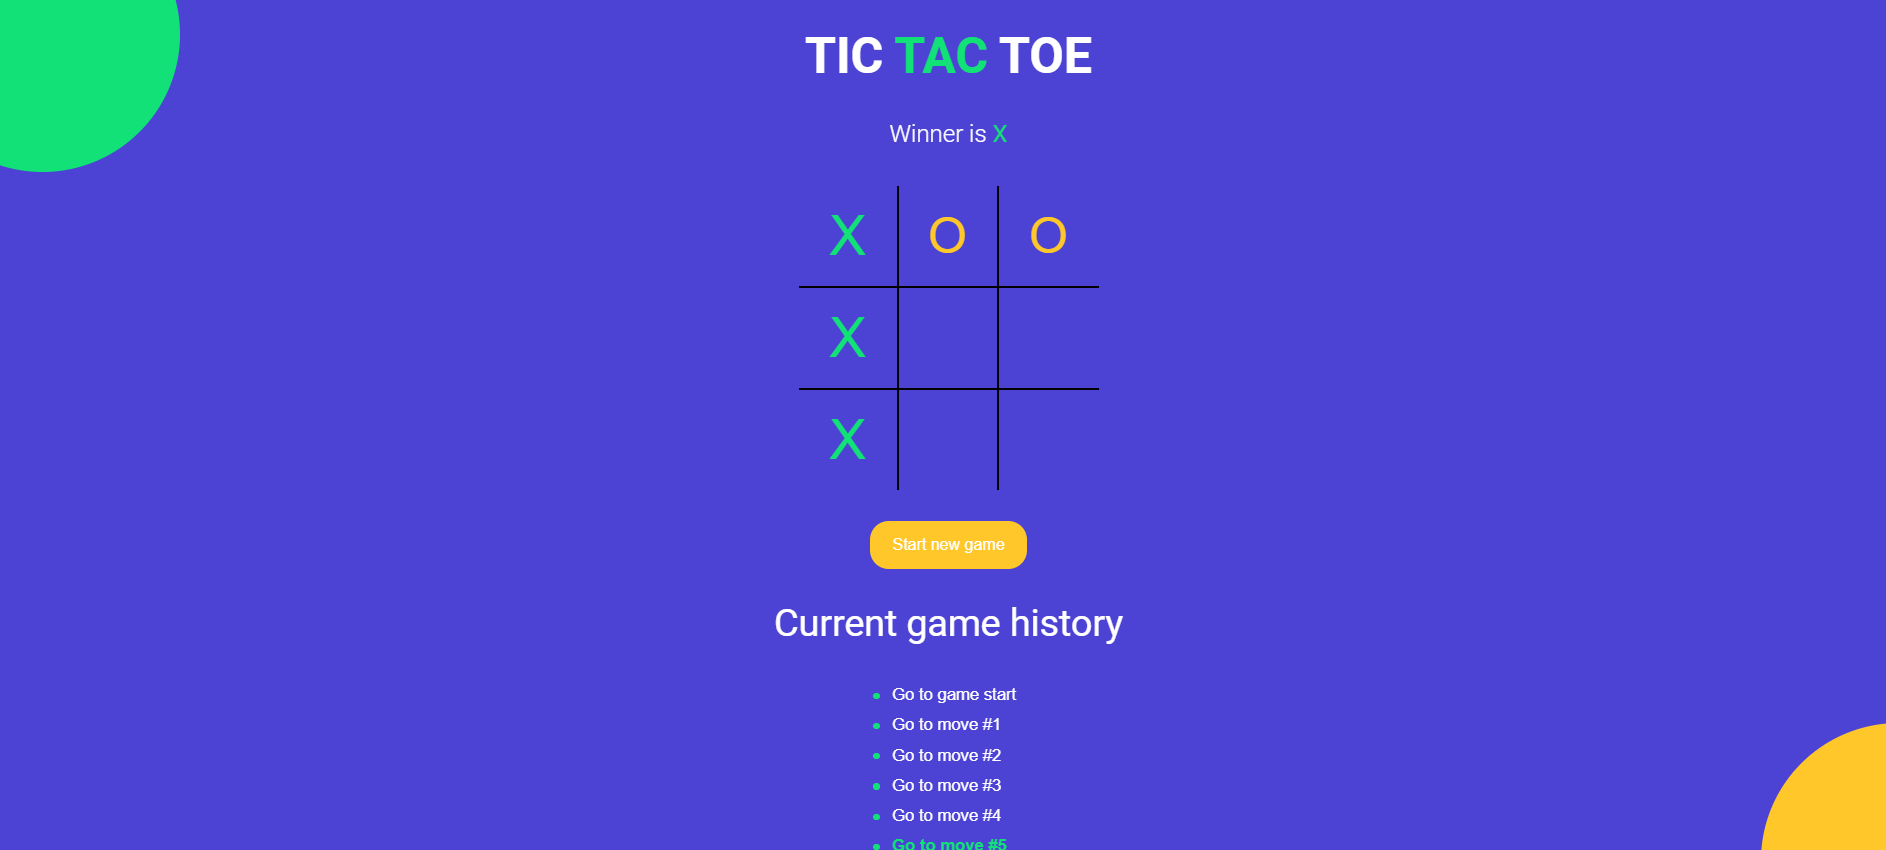 TIC TAC TOE
Winner is X
X O O
X
X
Start new game
Current game history
Go to game start
Go to move #1
Go to move #2
Go to move #3
Go to move #4
Go to move #5